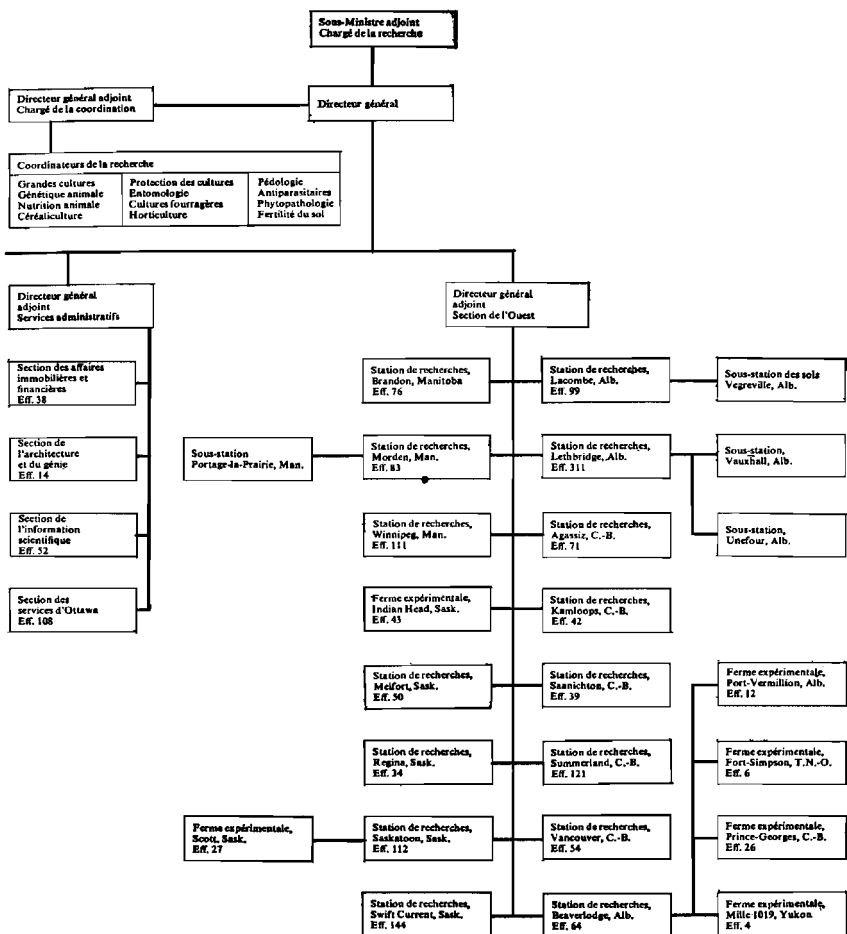 Sous-Ministre adjoint
Chargé de la recherche
Directeur général adjoint
Chargé de la coordination
Directeur général
Coordinateurs de la recherche
Grandes cultures
Génétique animale
Nutrition animale
Céréaliculture
Protection des cultures
Entomologie
Cultures fourragères
Horticulture
Pédologie
Antiparasitaires
Phytopathologie
Fertilité du sol
Directeur général
adjoint
Services administratifs
Directeur général
adjoint
Section de l'Ouest
Section des affaires
immobilières et
financières
Eff. 38
Station de recherches,
Brandon, Manitoba
Eff. 76
Station de recherches,
Lacombe, Alb.
Eff. 99
Sous-station des sols
Vegreville, Alb.
Section de
l'architecture
et du génie
Eff. 14
Sous-station
Portage-la-Prairie, Man.
Station de recherches,
Morden, Man.
Eff. 83
Station de recherches,
Lethbridge, Alb.
Eff. 311
Sous-station,
Vauxhall, Alb.
Section de
l'information
scientifique
Eff. 52
Station de recherches,
Winnipeg, Man.
Eff. 111
Station de recherches,
Agassiz, C.-B.
Eff. 71
Sous-station,
Unefour, Alb.
Section des
services d'Ottawa
Eff. 108
Ferme expérimentale,
Indian Head, Sask.
Eff. 43
Station de recherches,
Kamloops, C.-B.
Eff. 42
Station de recherches,
Melfort, Sask.
Eff. 50
Station de recherches,
Saanichton, C.-B.
Eff. 39
Ferme expérimentale,
Port-Vermillion, Alb.
Eff. 12
Station de recherches,
Regina, Sask.
Eff. 34
Station de recherches,
Summerland, C.-B.
Eff. 121
Ferme expérimentale,
Fort-Simpson, T.N.-O.
Eff. 6
Ferme expérimentale,
Scott, Sask.
Eff. 27
Station de recherches,
Saskatoon, Sask.
Eff. 112
Station de recherches,
Vancouver, C.-B.
Eff. 54
Ferme expérimentale,
Prince-Georges, C.-B.
Eff. 26
Station de recherches,
Swift Current, Sask.
Eff. 144
Station de recherches,
Beaverlodge, Alb.
Eff. 64
Ferme expérimentale,
Mille 1019, Yukon
Eff. 4